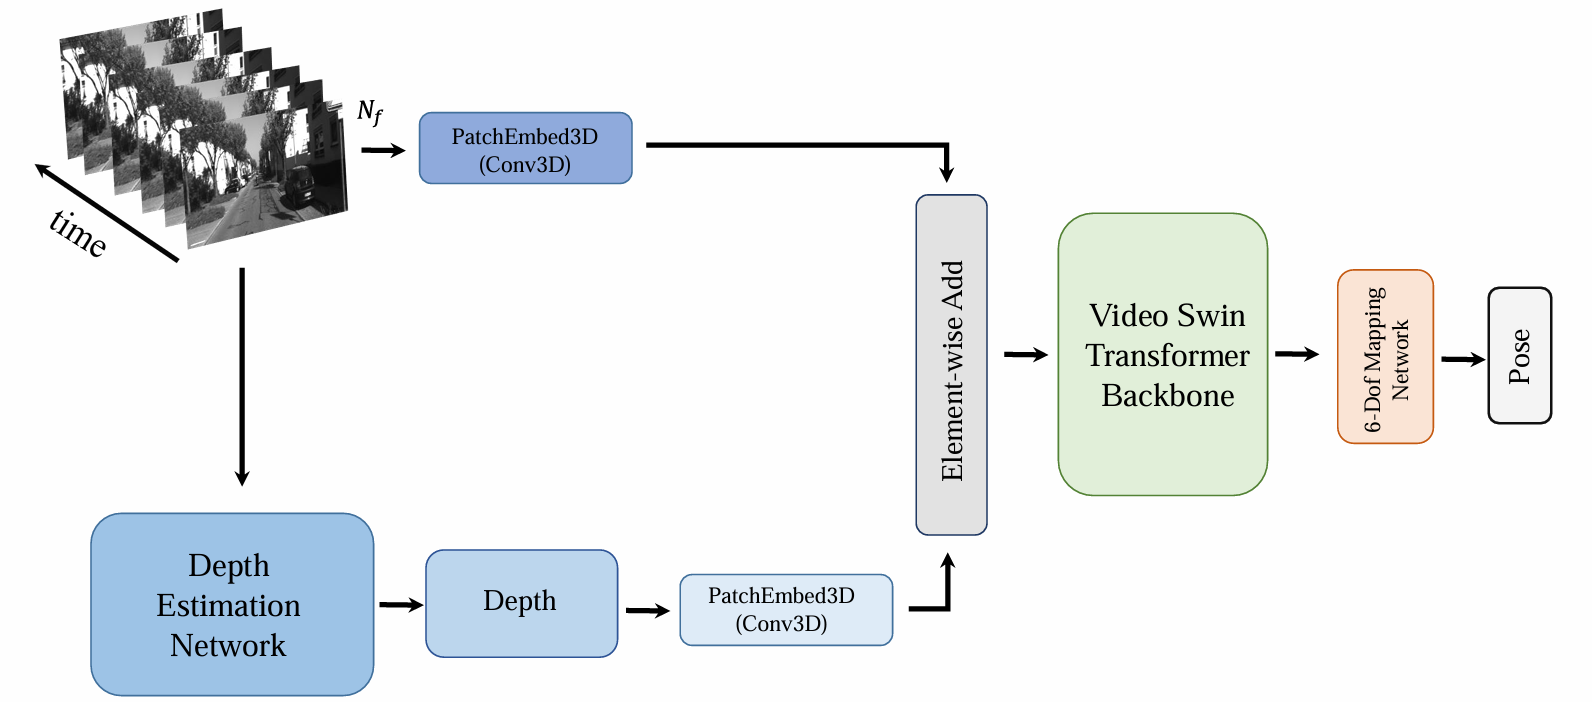 N_f
time
PatchEmbed3D
(Conv3D)
Element-wise Add
Video Swin
Transformer
Backbone
6-Dof Mapping
Network
Pose
Depth
Estimation
Network
Depth
PatchEmbed3D
(Conv3D)